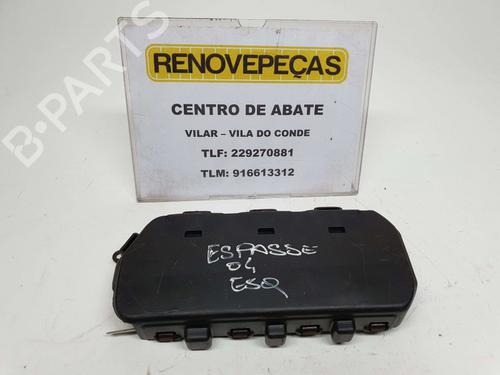 RENOVEPEÇAS
CENTRO DE ABATE
VILAR – VILA DO CONDE
TLF: 229270881
TLM: 916613312
B-PARTS
ESPASSE
04
ESQ